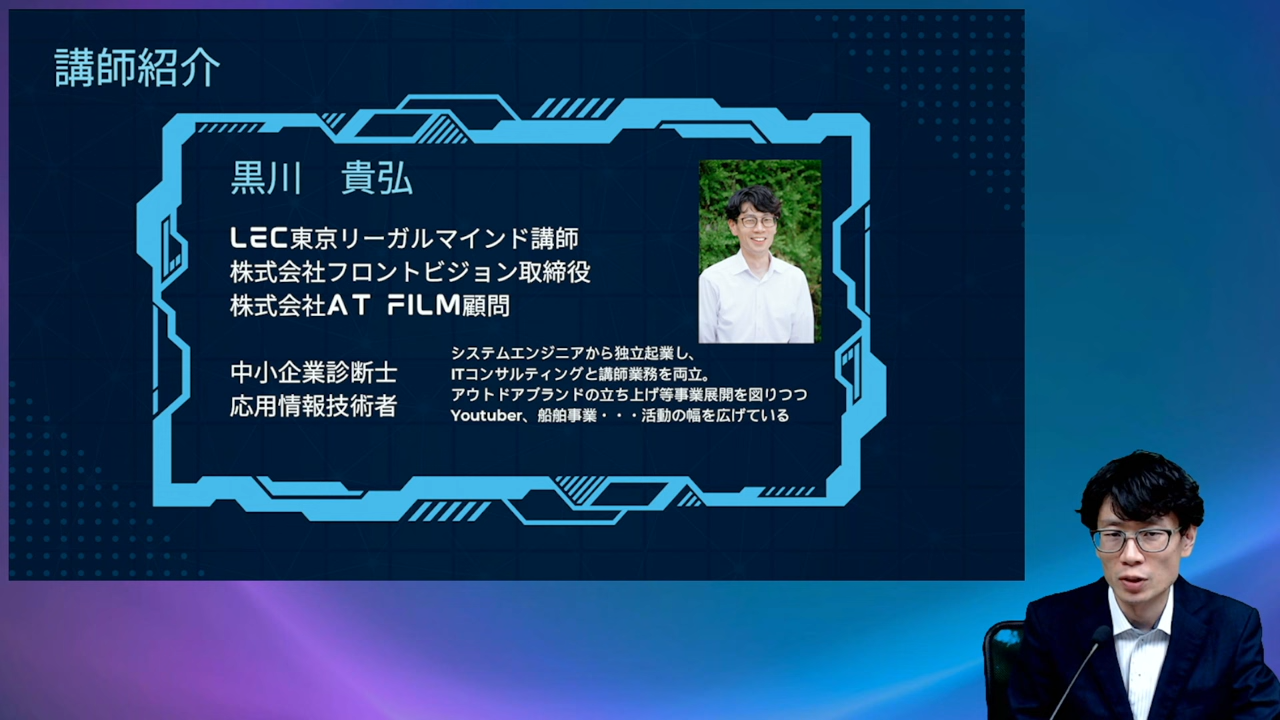 講師紹介
黒川　貴弘
LEC東京リーガルマインド講師
株式会社フロントビジョン取締役
株式会社AT FILM顧問
中小企業診断士
応用情報技術者
システムエンジニアから独立起業し、
ITコンサルティングと講師業務を両立。
アウトドアブランドの立ち上げ等事業展開を図りつつ
Youtuber、船舶事業・・・活動の幅を広げている